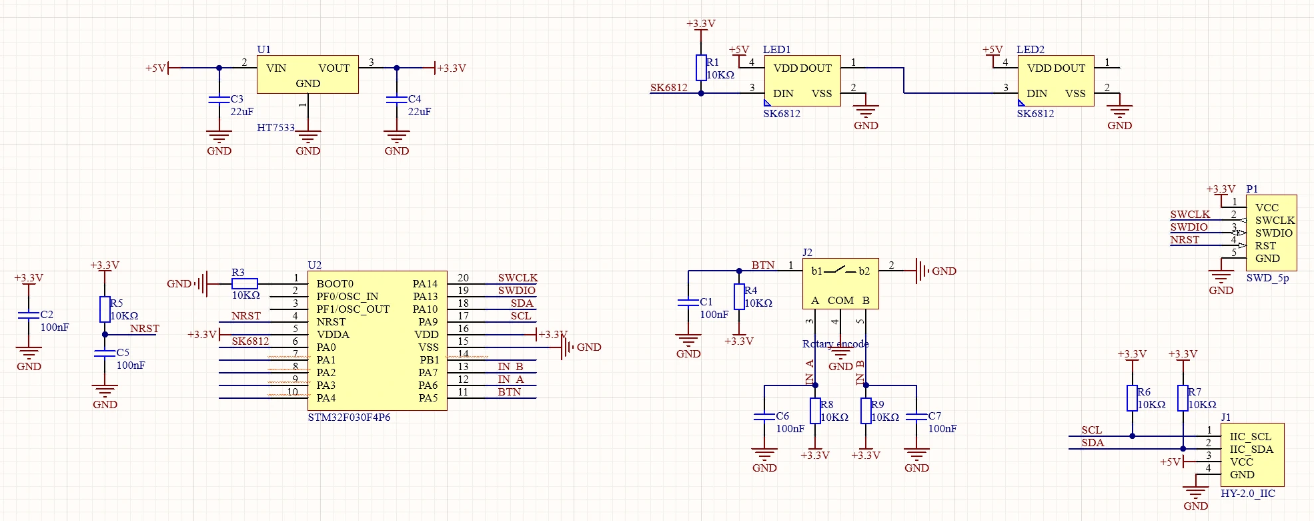 U1
+5V
2
VIN
VOUT
3
+3.3V
GND
1
C3
22uF
C4
22uF
HT7533
GND
GND
GND
+3.3V
R1
10KΩ
SK6812
+5V
LED1
4
VDD
DOUT
1
3
DIN
VSS
2
SK6812
GND
+5V
LED2
4
VDD
DOUT
1
3
DIN
VSS
2
SK6812
GND
P1
+3.3V
1
VCC
SWCLK
2
SWCLK
SWDIO
3
SWDIO
NRST
4
RST
5
GND
SWD_5p
GND
+3.3V
C2
100nF
GND
+3.3V
R5
10KΩ
NRST
C5
100nF
GND
U2
GND
R3
10KΩ
1
BOOT0
PA14
20
SWCLK
2
PF0/OSC_IN
PA13
19
SWDIO
3
PF1/OSC_OUT
PA10
18
SDA
NRST
4
NRST
PA9
17
SCL
+3.3V
5
VDDA
VDD
16
+3.3V
SK6812
6
PA0
VSS
15
GND
7
PA1
PB1
14
8
PA2
PA7
13
IN_B
9
PA3
PA6
12
IN_A
10
PA4
PA5
11
BTN
STM32F030F4P6
J2
BTN
1
b1
b2
2
GND
C1
100nF
GND
R4
10KΩ
+3.3V
A
COM
B
3
4
5
Rotary encode
GND
IN_A
IN_B
C6
100nF
GND
R8
10KΩ
+3.3V
R9
10KΩ
+3.3V
C7
100nF
GND
+3.3V
+3.3V
R6
10KΩ
R7
10KΩ
J1
SCL
1
IIC_SCL
SDA
2
IIC_SDA
+5V
3
VCC
4
GND
HY-2.0_IIC
GND